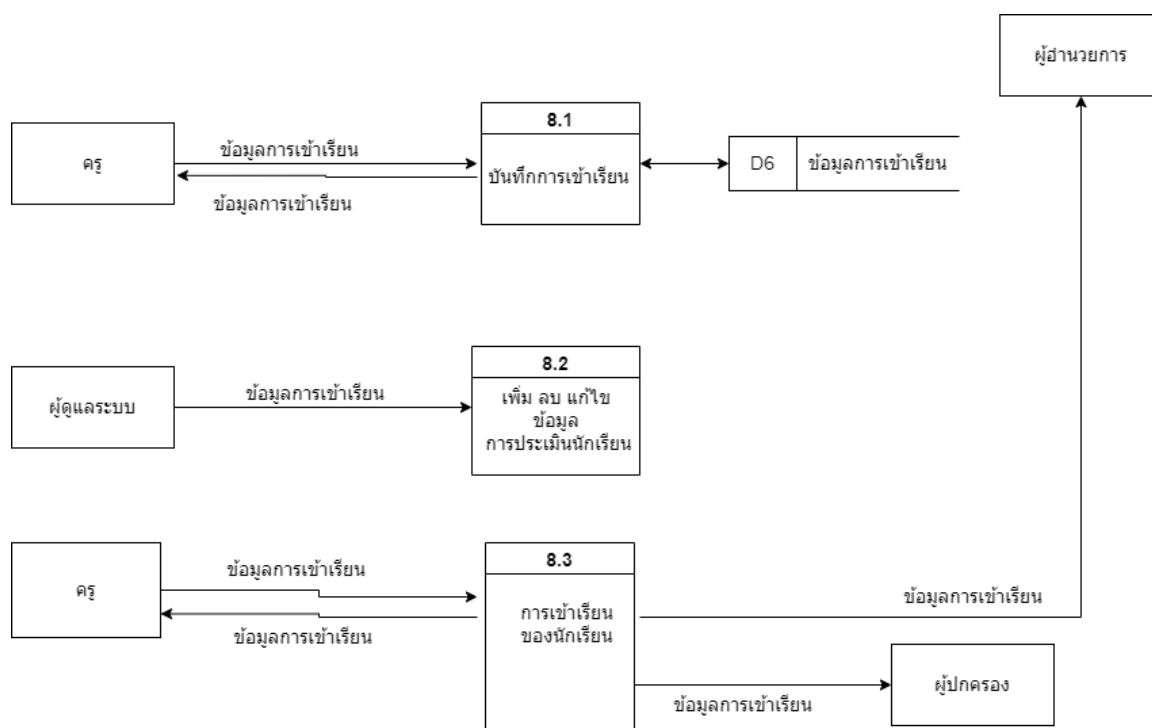 ผู้อำนวยการ
8.1
ครู
ข้อมูลการเข้าเรียน
บันทึกการเข้าเรียน
D6
ข้อมูลการเข้าเรียน
ข้อมูลการเข้าเรียน
8.2
ผู้ดูแลระบบ
ข้อมูลการเข้าเรียน
เพิ่ม ลบ แก้ไข
ข้อมูล
การประเมินนักเรียน
8.3
ครู
ข้อมูลการเข้าเรียน
ข้อมูลการเข้าเรียน
การเข้าเรียน
ของนักเรียน
ข้อมูลการเข้าเรียน
ผู้ปกครอง
ข้อมูลการเข้าเรียน